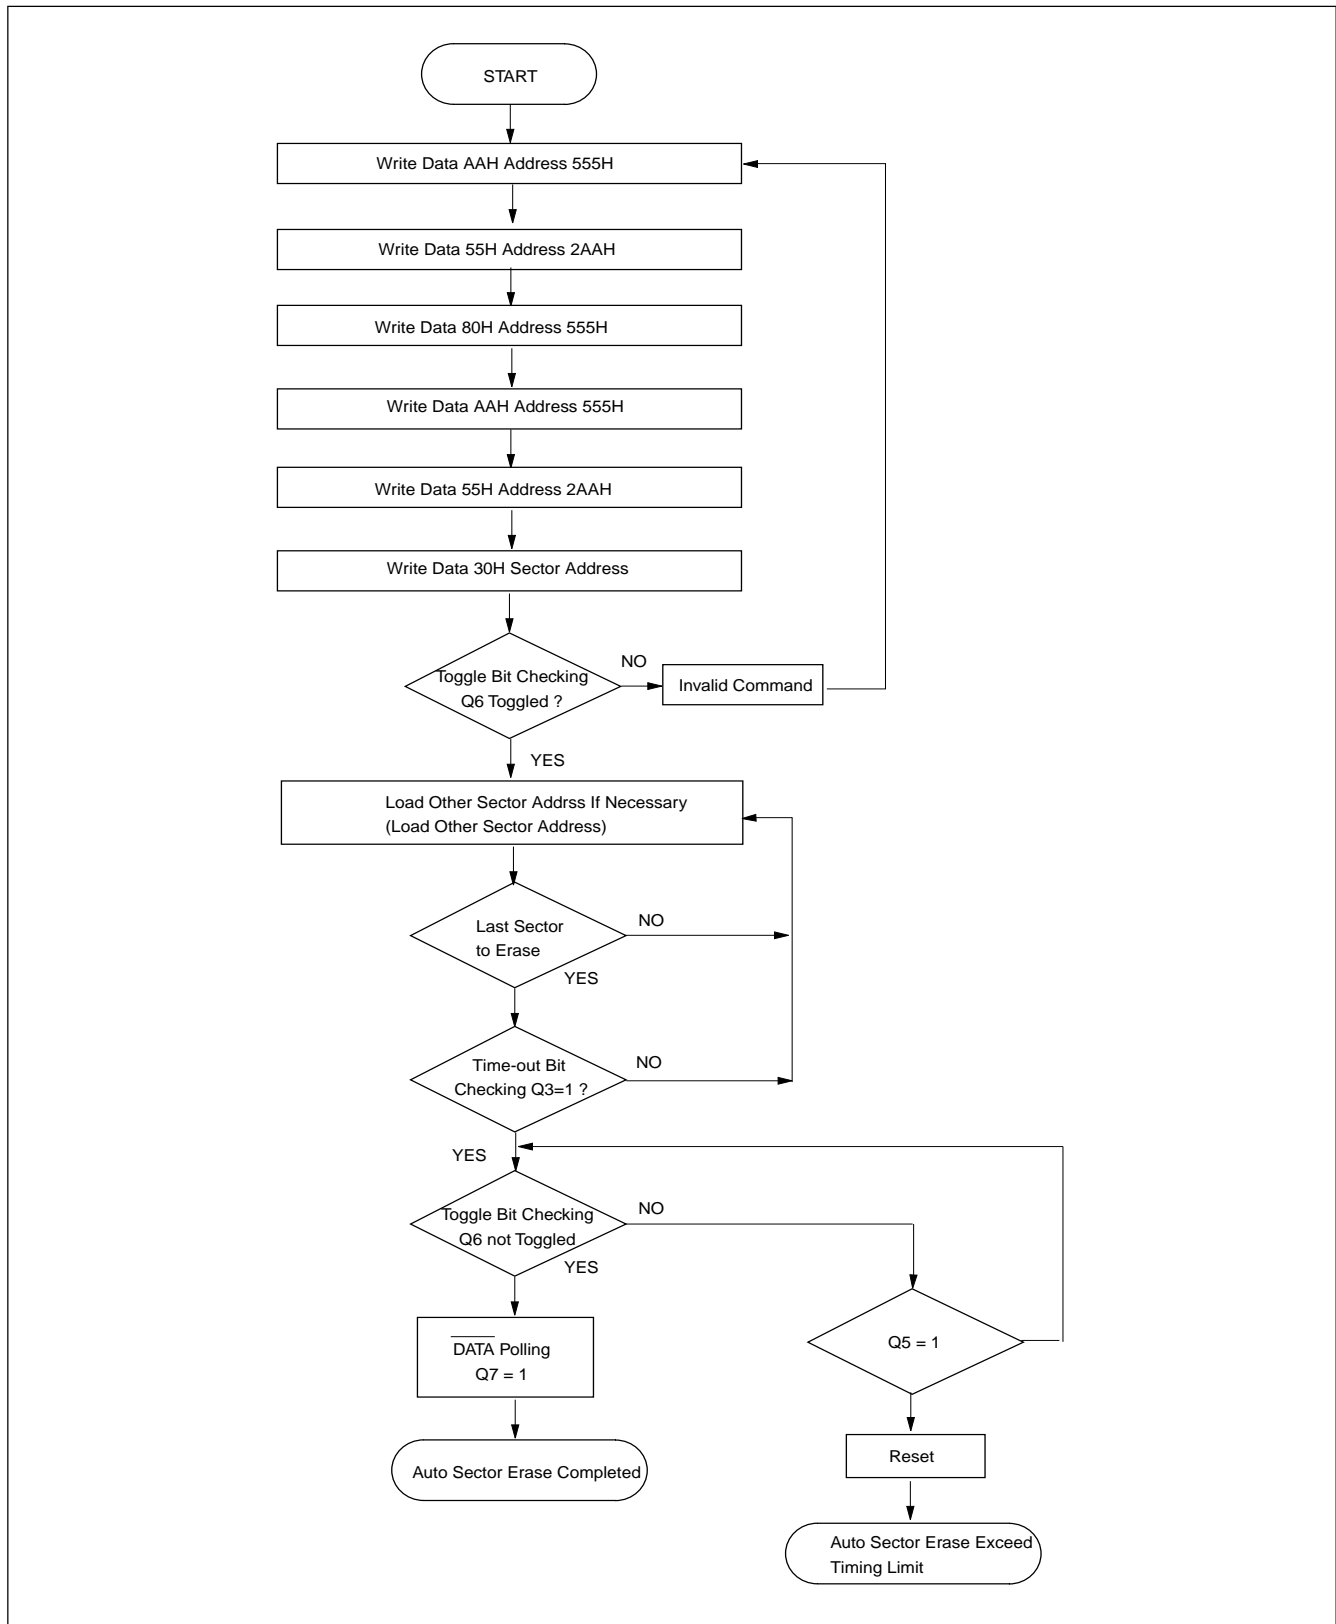 START
Write Data AAH Address 555H
Write Data 55H Address 2AAH
Write Data 80H Address 555H
Write Data AAH Address 555H
Write Data 55H Address 2AAH
Write Data 30H Sector Address
Toggle Bit Checking
Q6 Toggled ?
NO
Invalid Command
YES
Load Other Sector Addrss If Necessary
(Load Other Sector Address)
Last Sector
to Erase
NO
YES
Time-out Bit
Checking Q3=1 ?
NO
YES
Toggle Bit Checking
Q6 not Toggled
NO
YES
DATA Polling
Q7 = 1
Q5 = 1
Auto Sector Erase Completed
Reset
Auto Sector Erase Exceed
Timing Limit